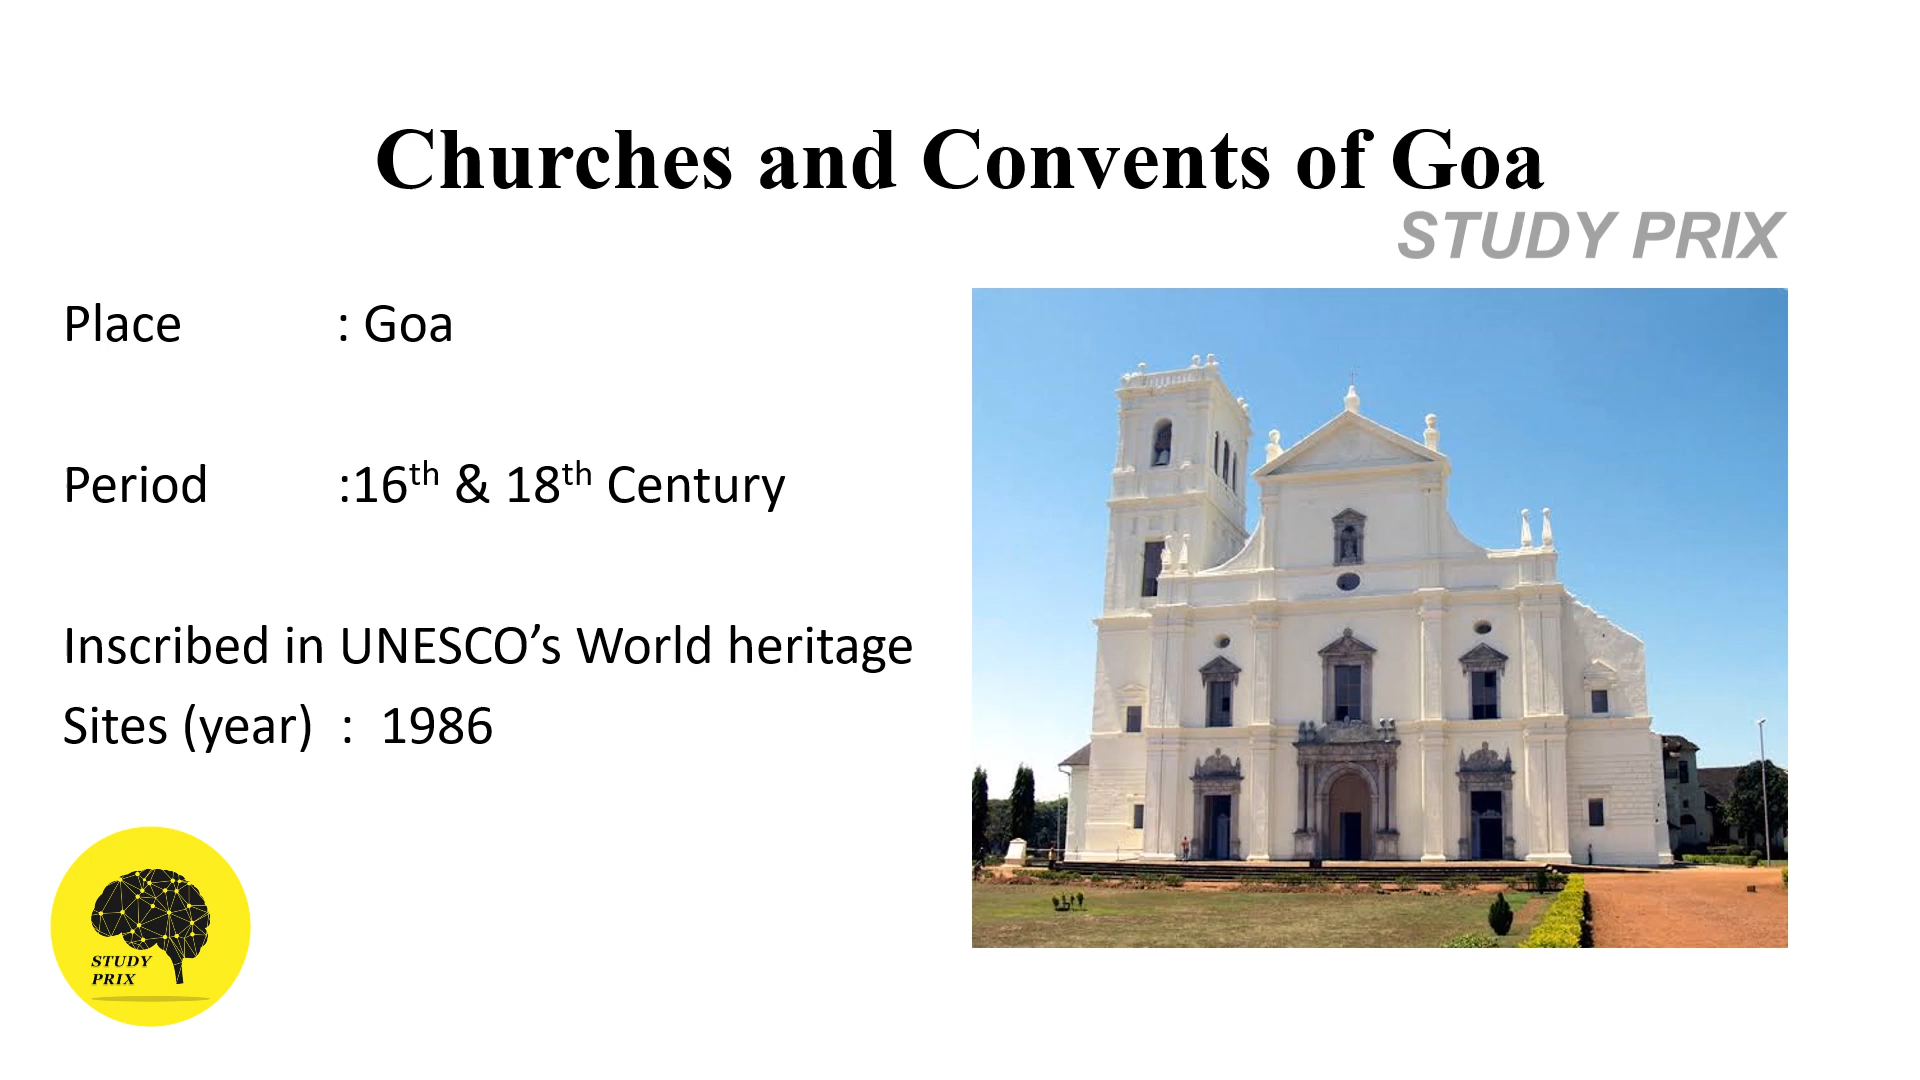 Churches and Convents of Goa
STUDY PRIX
Place : Goa
Period :16th & 18th Century
Inscribed in UNESCO’s World heritage
Sites (year) : 1986
STUDY
PRIX